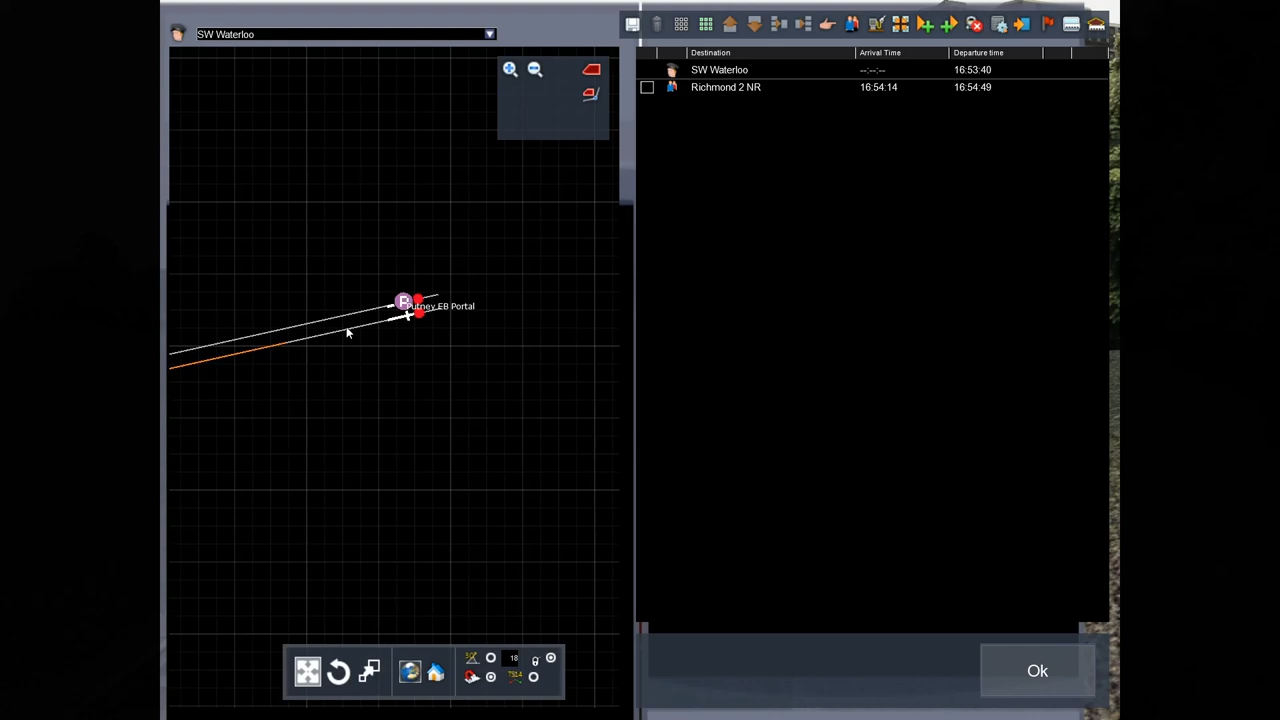 SW Waterloo
Destination Arrival Time Departure time
SW Waterloo --:--:-- 16:53:40
Richmond 2 NR 16:54:14 16:54:49
P
Putney EB Portal
18
Ok